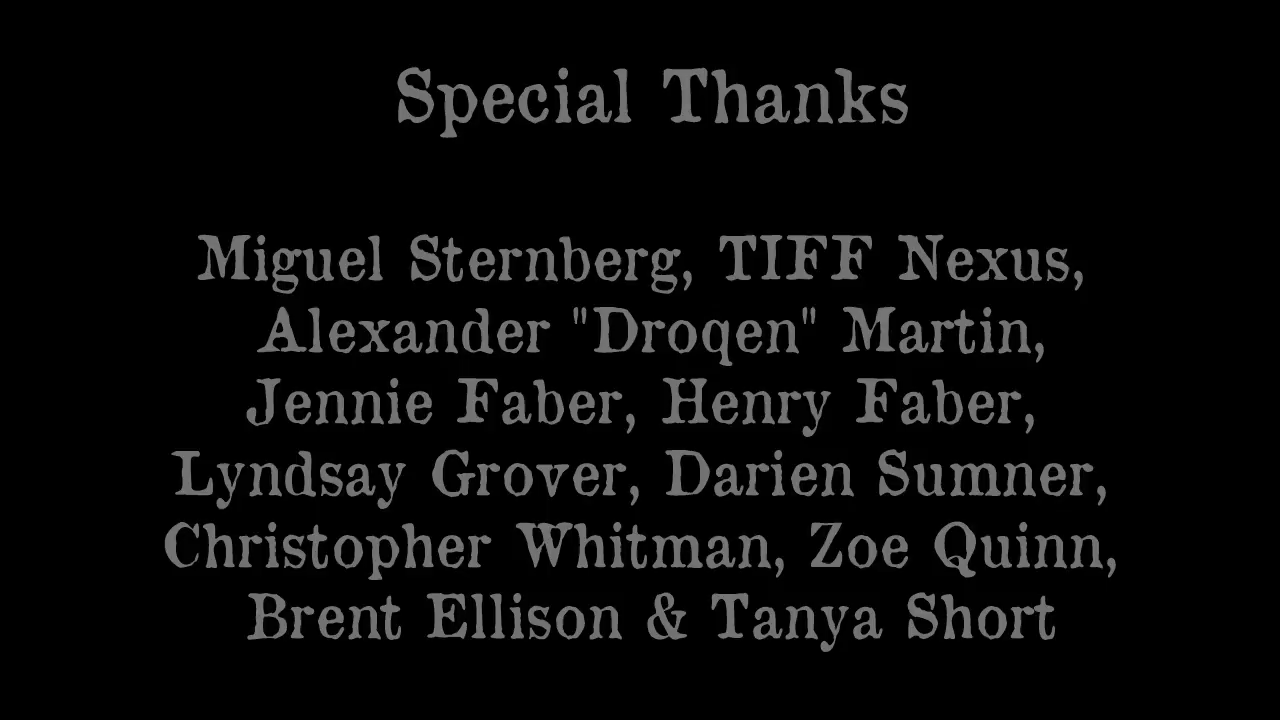 Special Thanks
Miguel Sternberg, TIFF Nexus,
Alexander "Droqen" Martin,
Jennie Faber, Henry Faber,
Lyndsay Grover, Darien Sumner,
Christopher Whitman, Zoe Quinn,
Brent Ellison & Tanya Short